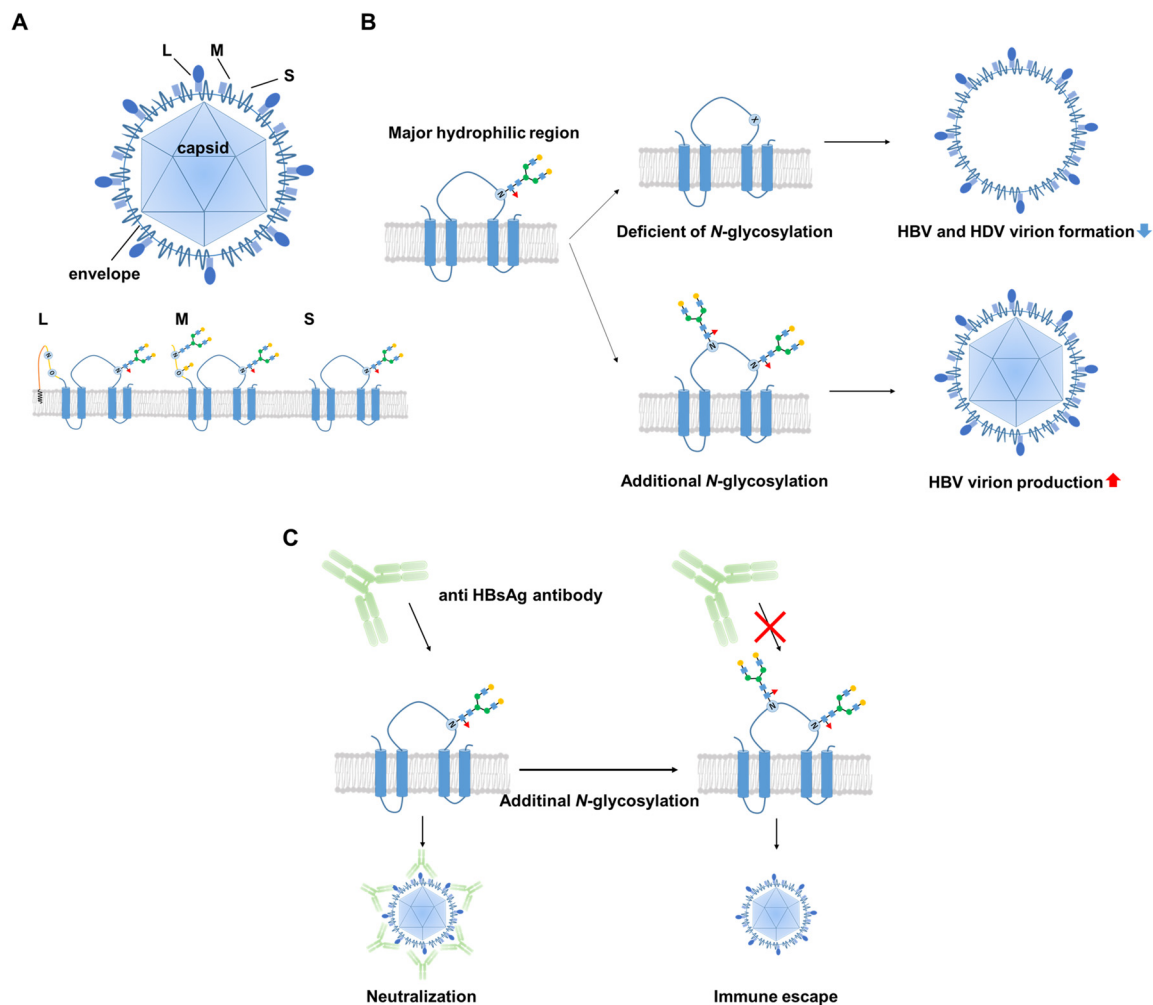 A
L
M
S
capsid
envelope
L
M
S
N
O
N
N
O
N
N
B
Major hydrophilic region
N
X
Deficient of N-glycosylation
HBV and HDV virion formation
N
N
Additional N-glycosylation
HBV virion production
C
anti HBsAg antibody
N
N
N
Additinal N-glycosylation
Neutralization
Immune escape